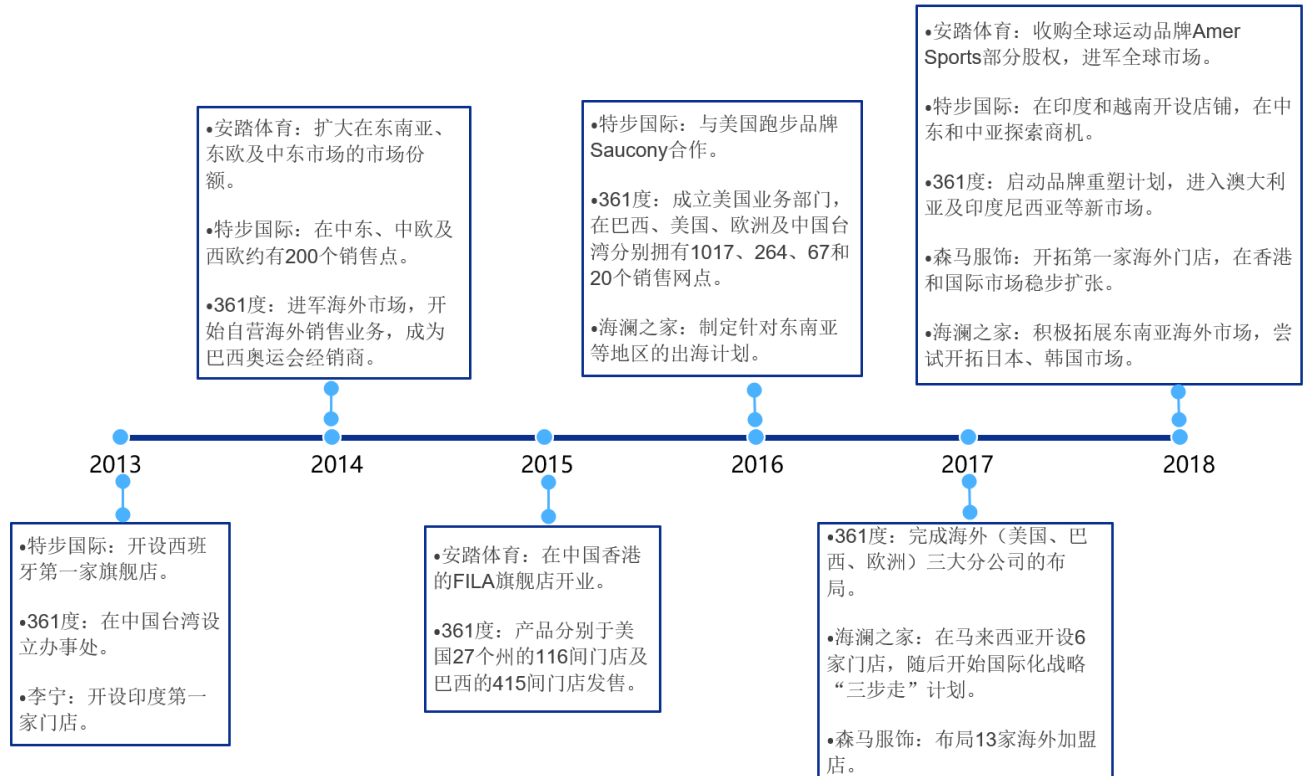 •安踏体育：收购全球运动品牌Amer
Sports部分股权，进军全球市场。
•特步国际：在印度和越南开设店铺，在中
东和中亚探索商机。
•361度：启动品牌重塑计划，进入澳大利
亚及印度尼西亚等新市场。
•森马服饰：开拓第一家海外门店，在香港
和国际市场稳步扩张。
•海澜之家：积极拓展东南亚海外市场，尝
试开拓日本、韩国市场。
•安踏体育：扩大在东南亚、
东欧及中东市场的市场份
额。
•特步国际：在中东、中欧及
西欧约有200个销售点。
•361度：进军海外市场，开
始自营海外销售业务，成为
巴西奥运会经销商。
•特步国际：与美国跑步品牌
Saucony合作。
•361度：成立美国业务部门，
在巴西、美国、欧洲及中国台
湾分别拥有1017、264、67和
20个销售网点。
•海澜之家：制定针对东南亚
等地区的出海计划。
2013
2014
2015
2016
2017
2018
•特步国际：开设西班
牙第一家旗舰店。
•361度：在中国台湾设
立办事处。
•李宁：开设印度第一
家门店。
•安踏体育：在中国香港
的FILA旗舰店开业。
•361度：产品分别于美
国27个州的116间门店及
巴西的415间门店发售。
•361度：完成海外（美国、巴
西、欧洲）三大分公司的布
局。
•海澜之家：在马来西亚开设6
家门店，随后开始国际化战略
“三步走”计划。
•森马服饰：布局13家海外加盟
店。